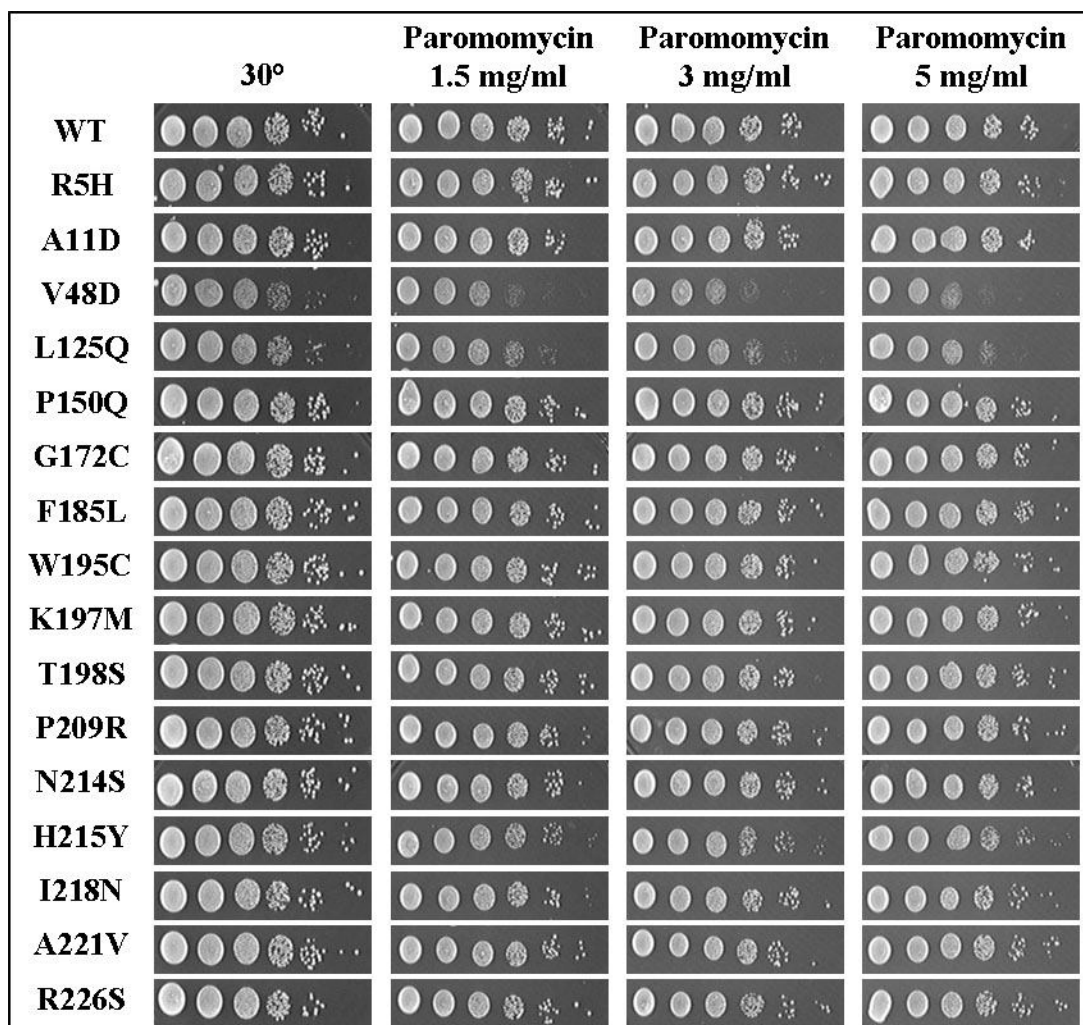 Paromomycin Paromomycin Paromomycin
30° 1.5 mg/ml 3 mg/ml 5 mg/ml
WT
R5H
A11D
V48D
L125Q
P150Q
G172C
F185L
W195C
K197M
T198S
P209R
N214S
H215Y
I218N
A221V
R226S